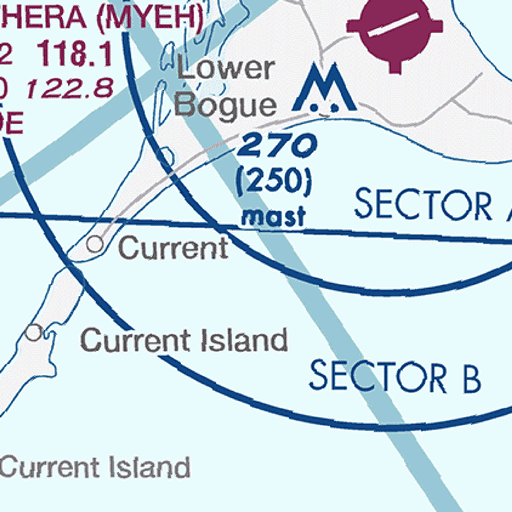 HERA (MYEH)
2 118.1
0 122.8
DE
Lower
Bogue
270
(250)
mast
SECTOR A
Current
Current Island
SECTOR B
Current Island